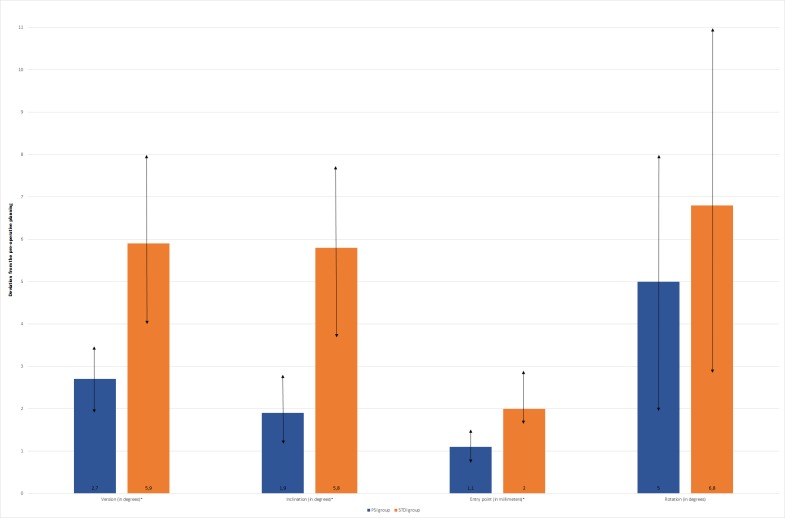 Deviation from the pre-operative planning
11
10
9
8
7
6
5
4
3
2
1
0
2,7
5,9
1,9
5,8
1,1
2
5
6,8
Version (in degrees)*
Inclination (in degrees)*
Entry point (in millimeters)*
Rotation (in degrees)
PSI group
STD group